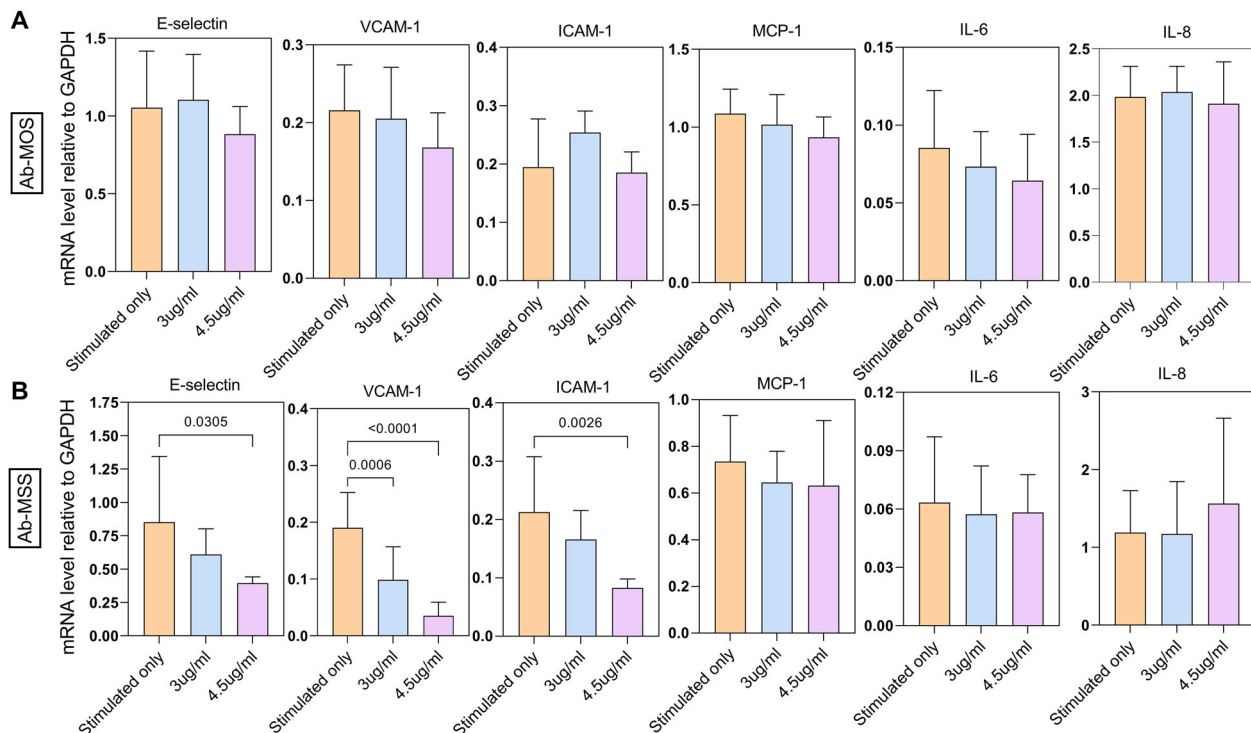 A
Ab-MOS
mRNA level relative to GAPDH
E-selectin
1.5
1.0
0.5
0.0
Stimulated only
3ug/ml
4.5ug/ml
VCAM-1
0.3
0.2
0.1
0.0
Stimulated only
3ug/ml
4.5ug/ml
ICAM-1
0.4
0.3
0.2
0.1
0.0
Stimulated only
3ug/ml
4.5ug/ml
MCP-1
1.5
1.0
0.5
0.0
Stimulated only
3ug/ml
4.5ug/ml
IL-6
0.15
0.10
0.05
0.00
Stimulated only
3ug/ml
4.5ug/ml
IL-8
2.5
2.0
1.5
1.0
0.5
0.0
Stimulated only
3ug/ml
4.5ug/ml
B
Ab-MSS
mRNA level relative to GAPDH
E-selectin
1.75
1.50
1.25
1.00
0.75
0.50
0.25
0.00
0.0305
Stimulated only
3ug/ml
4.5ug/ml
VCAM-1
0.4
0.3
0.2
0.1
0.0
<0.0001
0.0006
Stimulated only
3ug/ml
4.5ug/ml
ICAM-1
0.4
0.3
0.2
0.1
0.0
0.0026
Stimulated only
3ug/ml
4.5ug/ml
MCP-1
1.0
0.8
0.6
0.4
0.2
0.0
Stimulated only
3ug/ml
4.5ug/ml
IL-6
0.12
0.09
0.06
0.03
0.00
Stimulated only
3ug/ml
4.5ug/ml
IL-8
3
2
1
0
Stimulated only
3ug/ml
4.5ug/ml